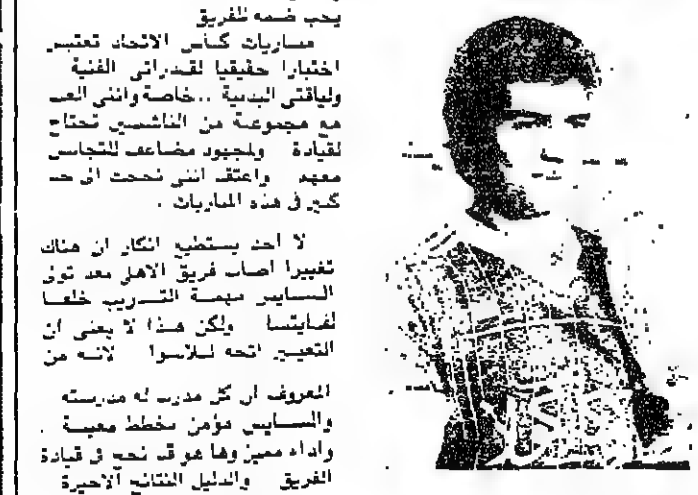 يجب ضمه للفريق
مباريات كأس الاتحاد تعتبر
اختبارا حقيقيا لقدراتي الفنية
ولياقتي البدنية .. خاصة وانني العب
مع مجموعة من الناشئين تحتاج
لقيادة ولمجهود مضاعف للتجانس
معهم واعتقد انني نجحت الى حد
كبير في هذه المباريات .
لا احد يستطيع انكار ان هناك
تغييرا اصاب فريق الاهلي بعد تولي
السايس مهمة التدريب خلفا
لفايتسا ولكن هذا لا يعنى ان
التغيير اتجه للاسوأ لانه من
المعروف ان كل مدرب له مدرسته
والسايس مؤمن بخطط معينة .
واداء مميز وها هو قد نجح في قيادة
الفريق والدليل النتائج الاخيرة